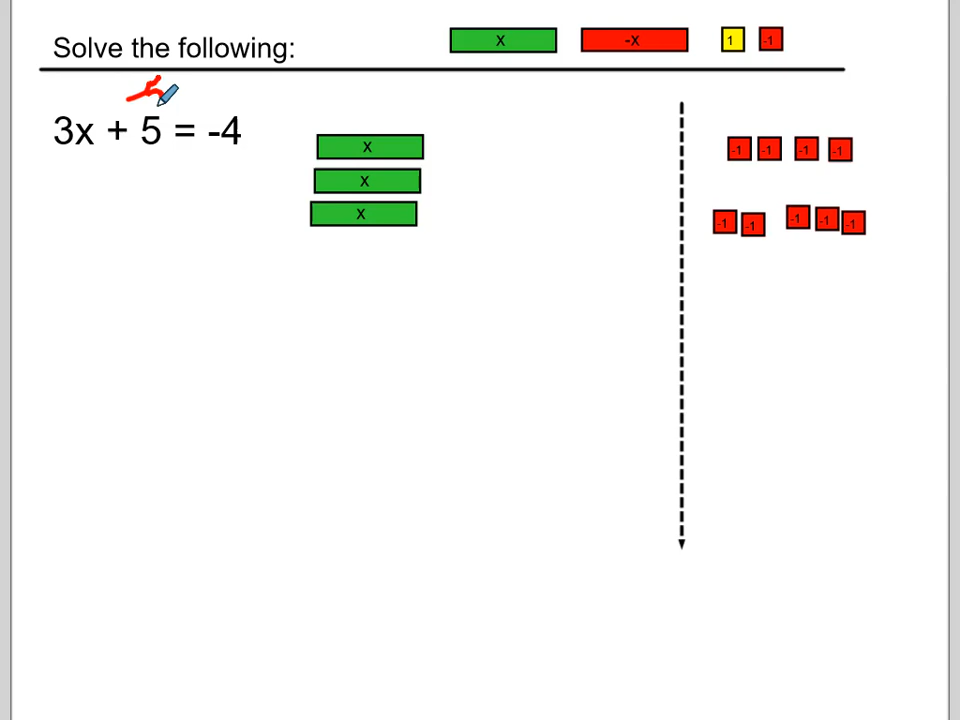 Solve the following: x -x 1 -1
3x + 5 = -4
x -1 -1 -1 -1
x
x -1 -1 -1 -1 -1